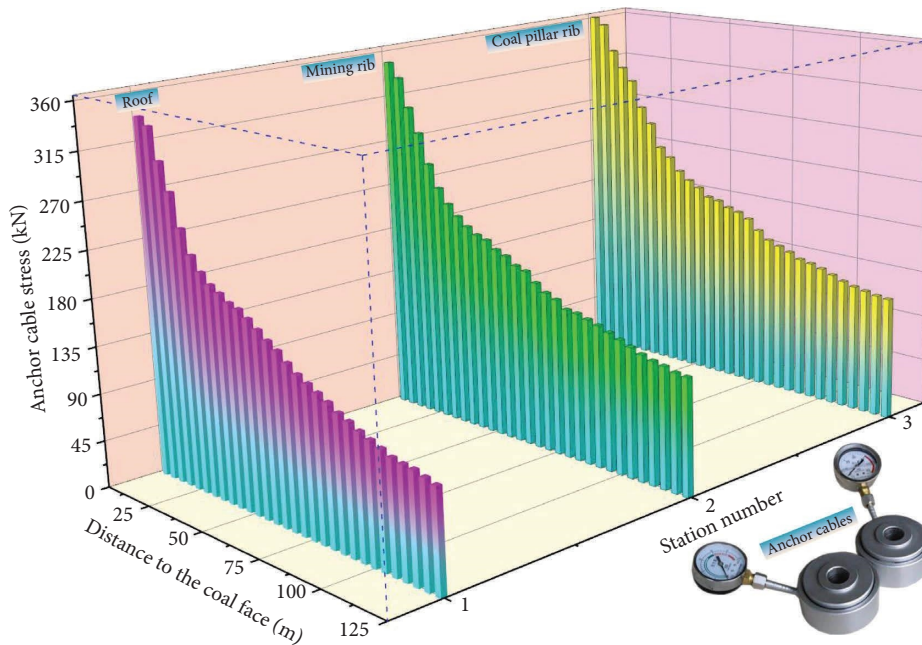 Coal pillar rib
Mining rib
Roof
360
315
270
225
180
135
90
45
0
Anchor cable stress (kN)
25
50
75
100
125
Distance to the coal face (m)
1
2
3
Station number
Anchor cables